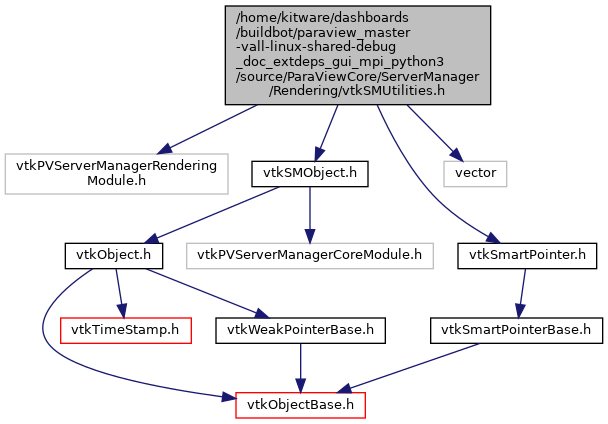 /home/kitware/dashboards
/buildbot/paraview_master
-vall-linux-shared-debug
_doc_extdeps_gui_mpi_python3
/source/ParaViewCore/ServerManager
/Rendering/vtkSMUtilities.h
vtkPVServerManagerRendering
Module.h
vtkSMObject.h
vector
vtkObject.h
vtkPVServerManagerCoreModule.h
vtkSmartPointer.h
vtkTimeStamp.h
vtkWeakPointerBase.h
vtkSmartPointerBase.h
vtkObjectBase.h